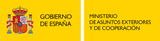 GOBIERNO
DE ESPAÑA
MINISTERIO
DE ASUNTOS EXTERIORES
Y DE COOPERACIÓN